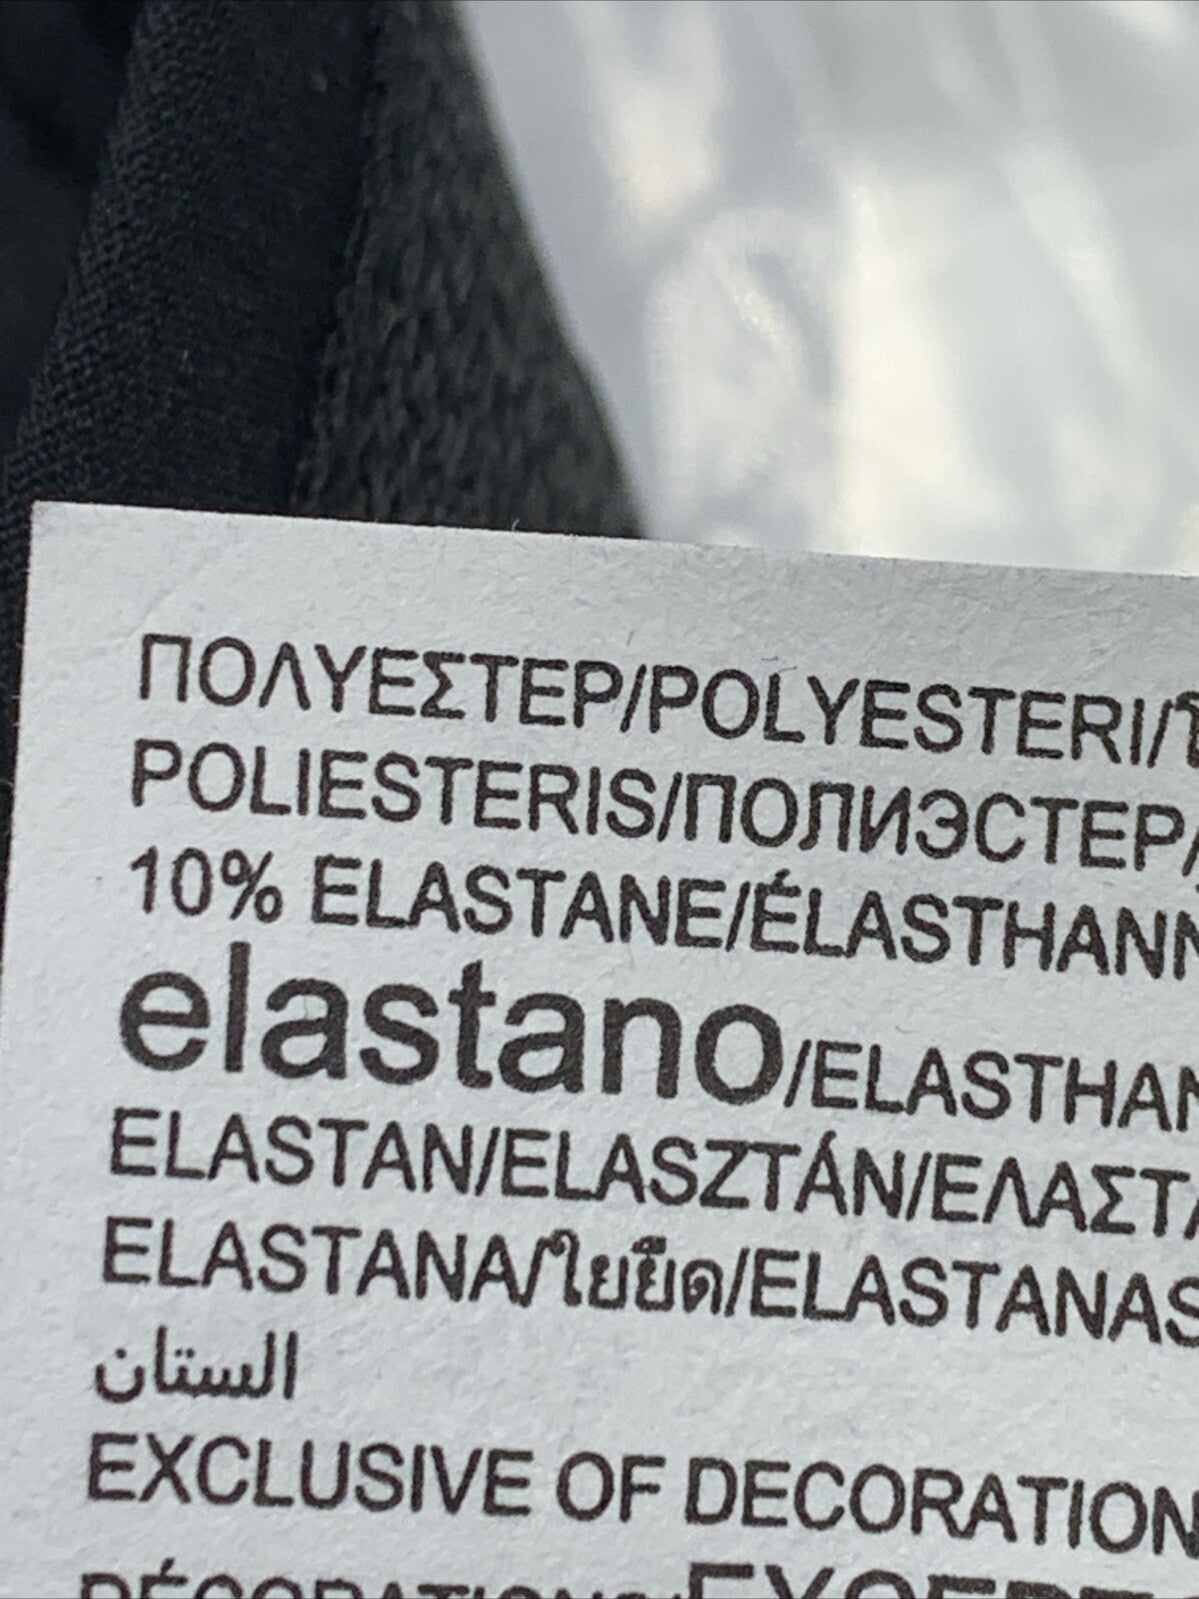 ΠΟΛΥΕΣΤΕΡ/POLYESTERI/
POLIESTERIS/ПОЛИЭСТЕР/
10% ELASTANE/ÉLASTHANN
elastano/ELASTHAN
ELASTAN/ELASZTÁN/ΕΛΑΣΤΑ
ELASTANA/ใยยืด/ELASTANAS
الستان
EXCLUSIVE OF DECORATION